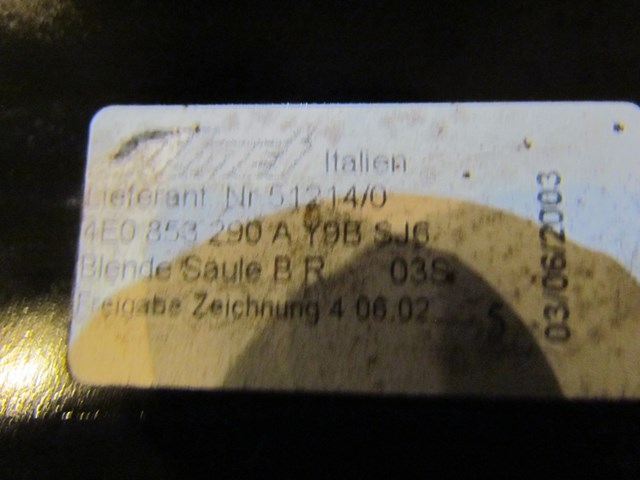 Italien
Lieferant Nr 51214/0
4E0 853 290 A Y9B SJ6
Blende Säule B R 03S
Freigabe Zeichnung 4 06.02
5
03/06/2003